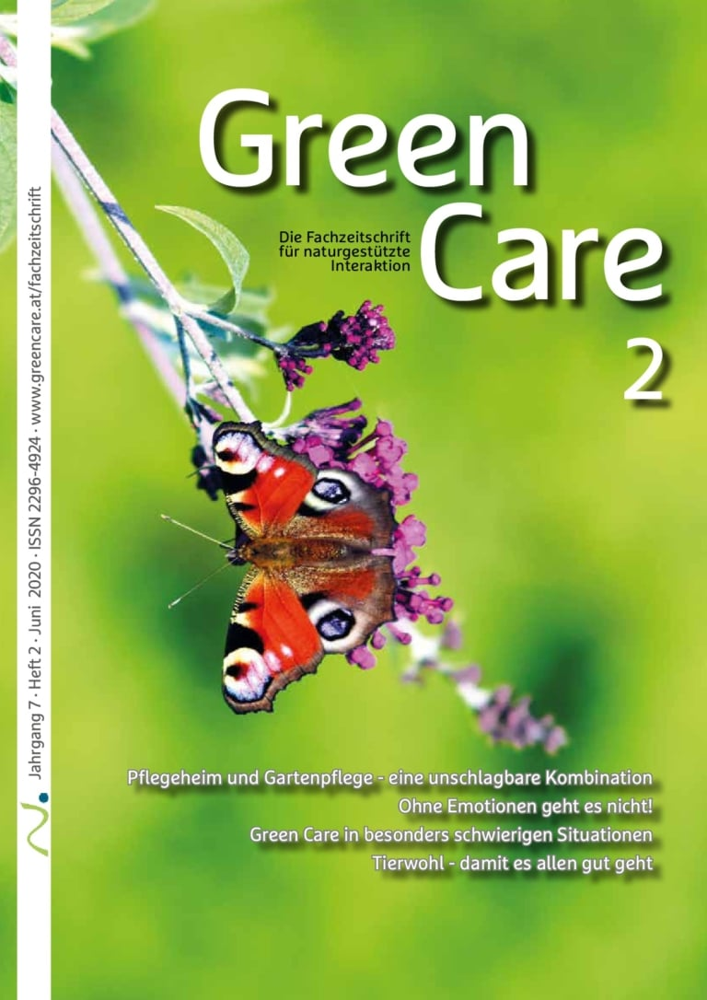 Green
Care
Die Fachzeitschrift
für naturgestützte
Interaktion
2
Jahrgang 7 · Heft 2 · Juni 2020 · ISSN 2296-4924 · www.greencare.at/fachzeitschrift
Pflegeheim und Gartenpflege - eine unschlagbare Kombination
Ohne Emotionen geht es nicht!
Green Care in besonders schwierigen Situationen
Tierwohl - damit es allen gut geht